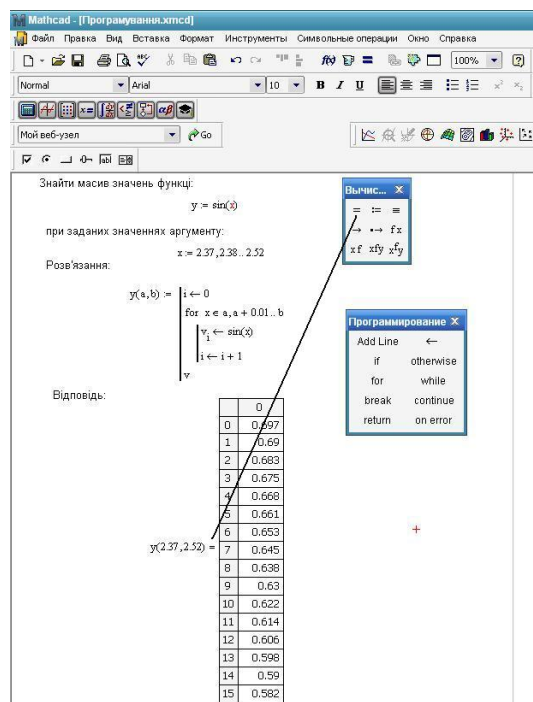 Mathcad - [Програмування.xmcd]
Файл Правка Вид Вставка Формат Инструменты Символьные операции Окно Справка
100%
Normal Arial 10 B I U
Мой веб-узел Go
Знайти масив значень функці:
y := sin(x)
при заданих значеннях аргументу:
x := 2.37, 2.38 .. 2.52
Розв'язання:
y(a,b) := i ← 0
for x ∈ a, a + 0.01 .. b
v_i ← sin(x)
i ← i + 1
v
Відповідь:
y(2.37,2.52) =
0
0 0.697
1 0.69
2 0.683
3 0.675
4 0.668
5 0.661
6 0.653
7 0.645
8 0.638
9 0.63
10 0.622
11 0.614
12 0.606
13 0.598
14 0.59
15 0.582
Вычис... X
= := ≡
→ •→ fx
xf xfy x^f y
Программирование X
Add Line ←
if otherwise
for while
break continue
return on error